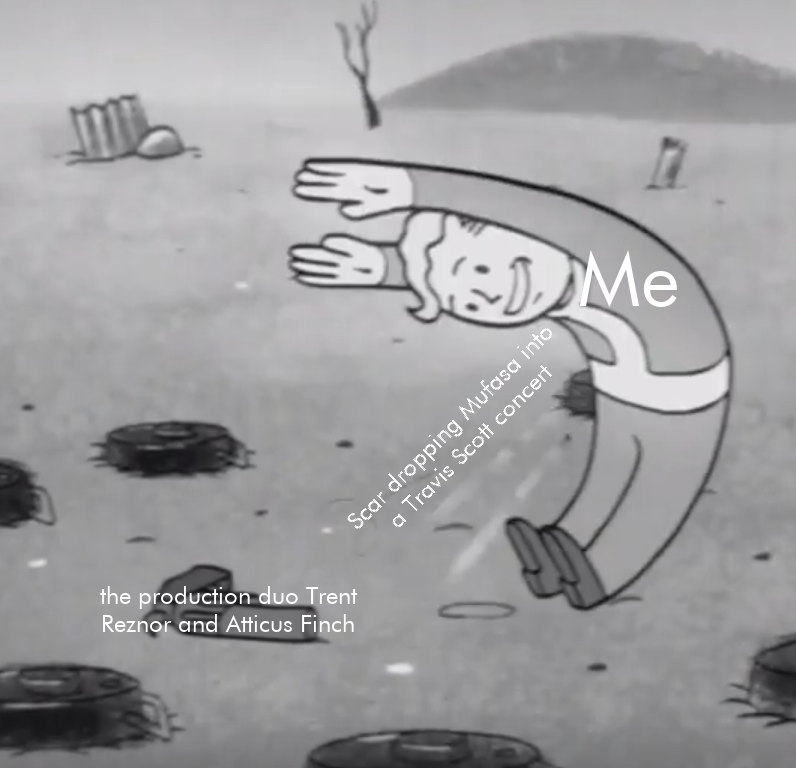 Me
Scar dropping Mufasa into
a Travis Scott concert
the production duo Trent
Reznor and Atticus Finch